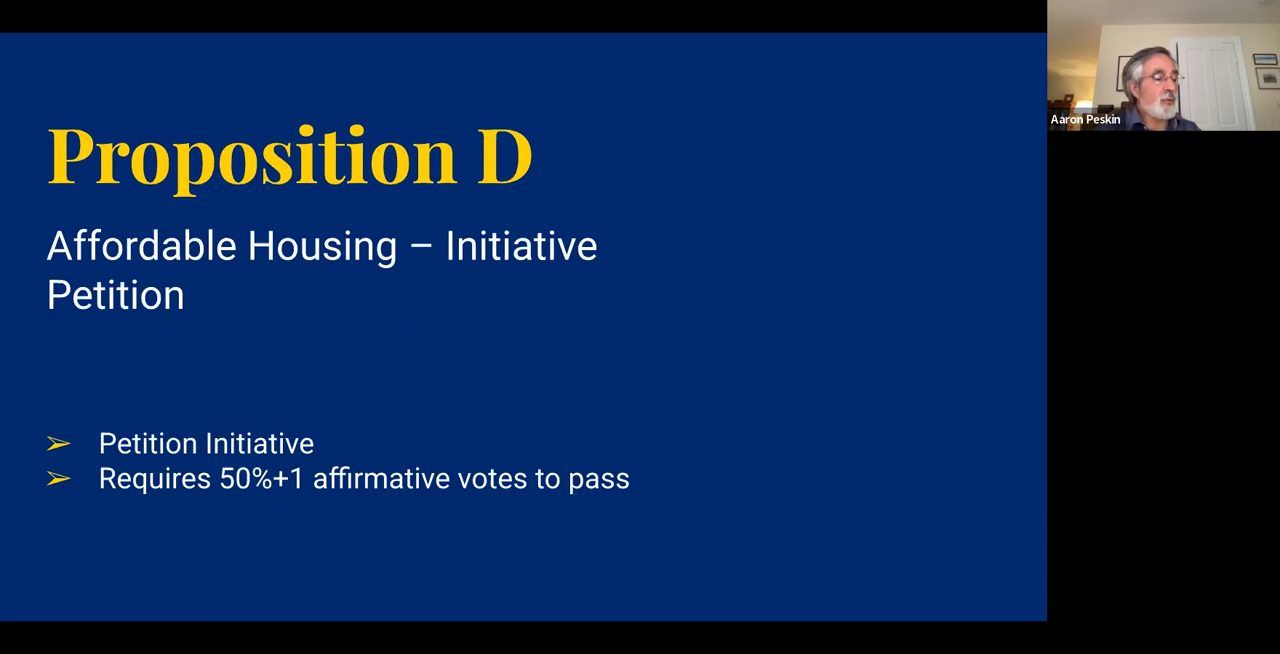 Proposition D
Affordable Housing – Initiative
Petition
➢ Petition Initiative
➢ Requires 50%+1 affirmative votes to pass
Aaron Peskin